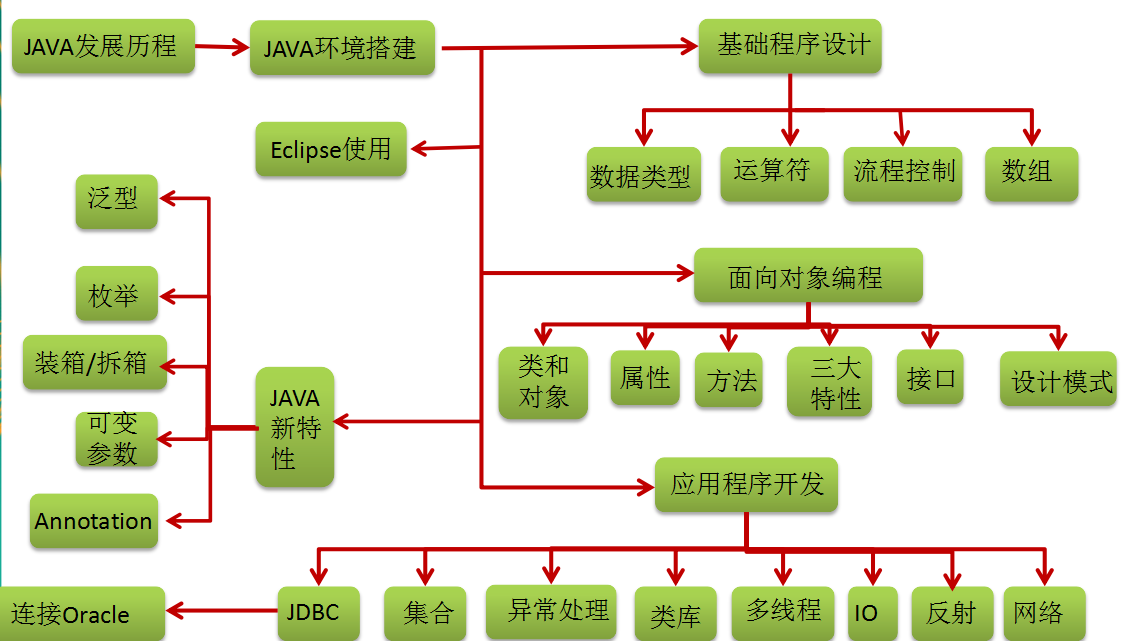 JAVA发展历程
JAVA环境搭建
基础程序设计
Eclipse使用
数据类型
运算符
流程控制
数组
泛型
枚举
装箱/拆箱
可变
参数
Annotation
JAVA
新特
性
面向对象编程
类和
对象
属性
方法
三大
特性
接口
设计模式
应用程序开发
连接Oracle
JDBC
集合
异常处理
类库
多线程
IO
反射
网络